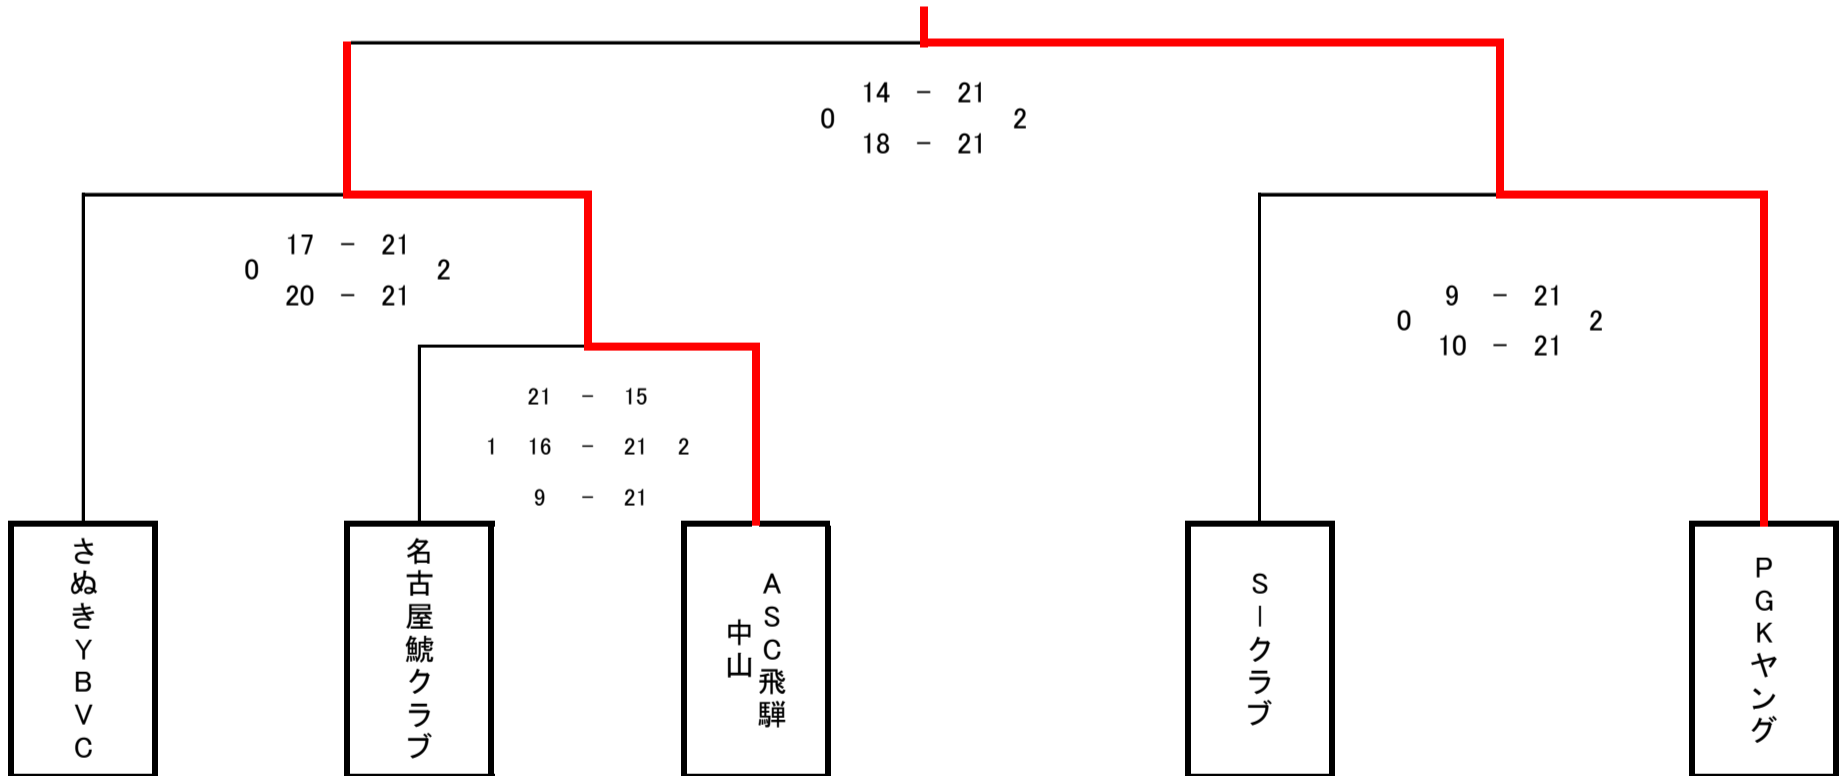 14 － 21
0 2
18 － 21
17 － 21
0 2
20 － 21
9 － 21
0 2
10 － 21
21 － 15
1 16 － 21 2
9 － 21
さぬきＹＢＶＣ
名古屋鯱クラブ
ＡＳＣ飛騨
中山
Ｓ－クラブ
ＰＧＫヤング